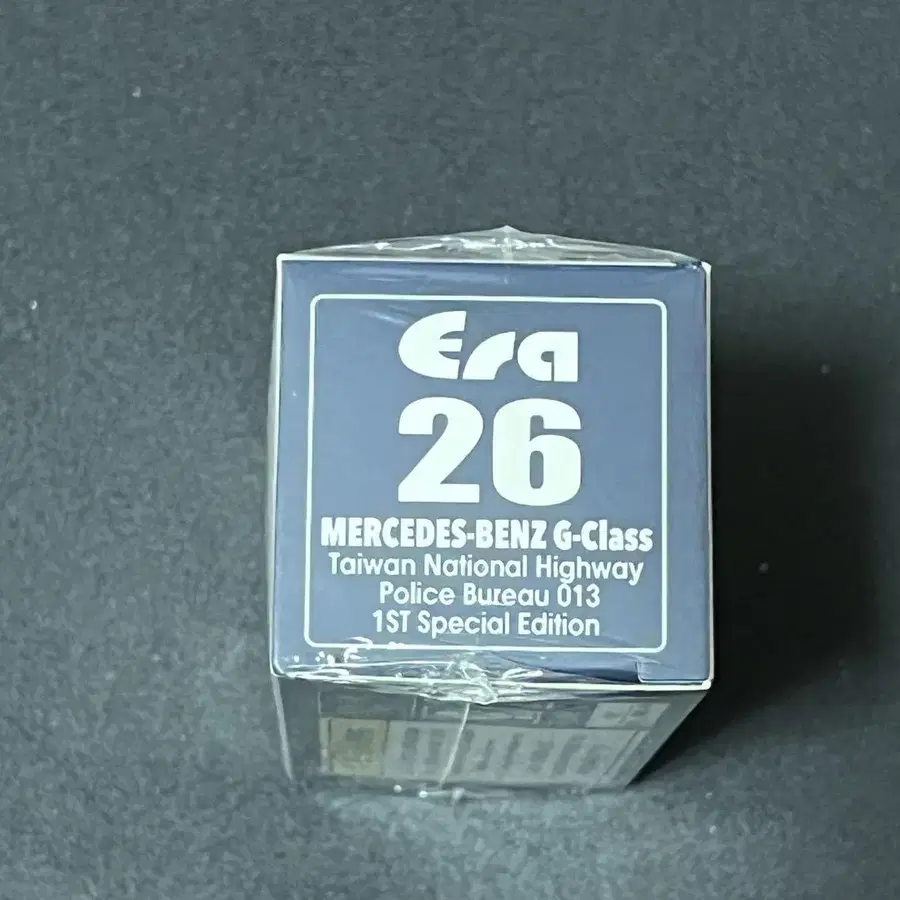 Era
26
MERCEDES-BENZ G-Class
Taiwan National Highway
Police Bureau 013
1ST Special Edition